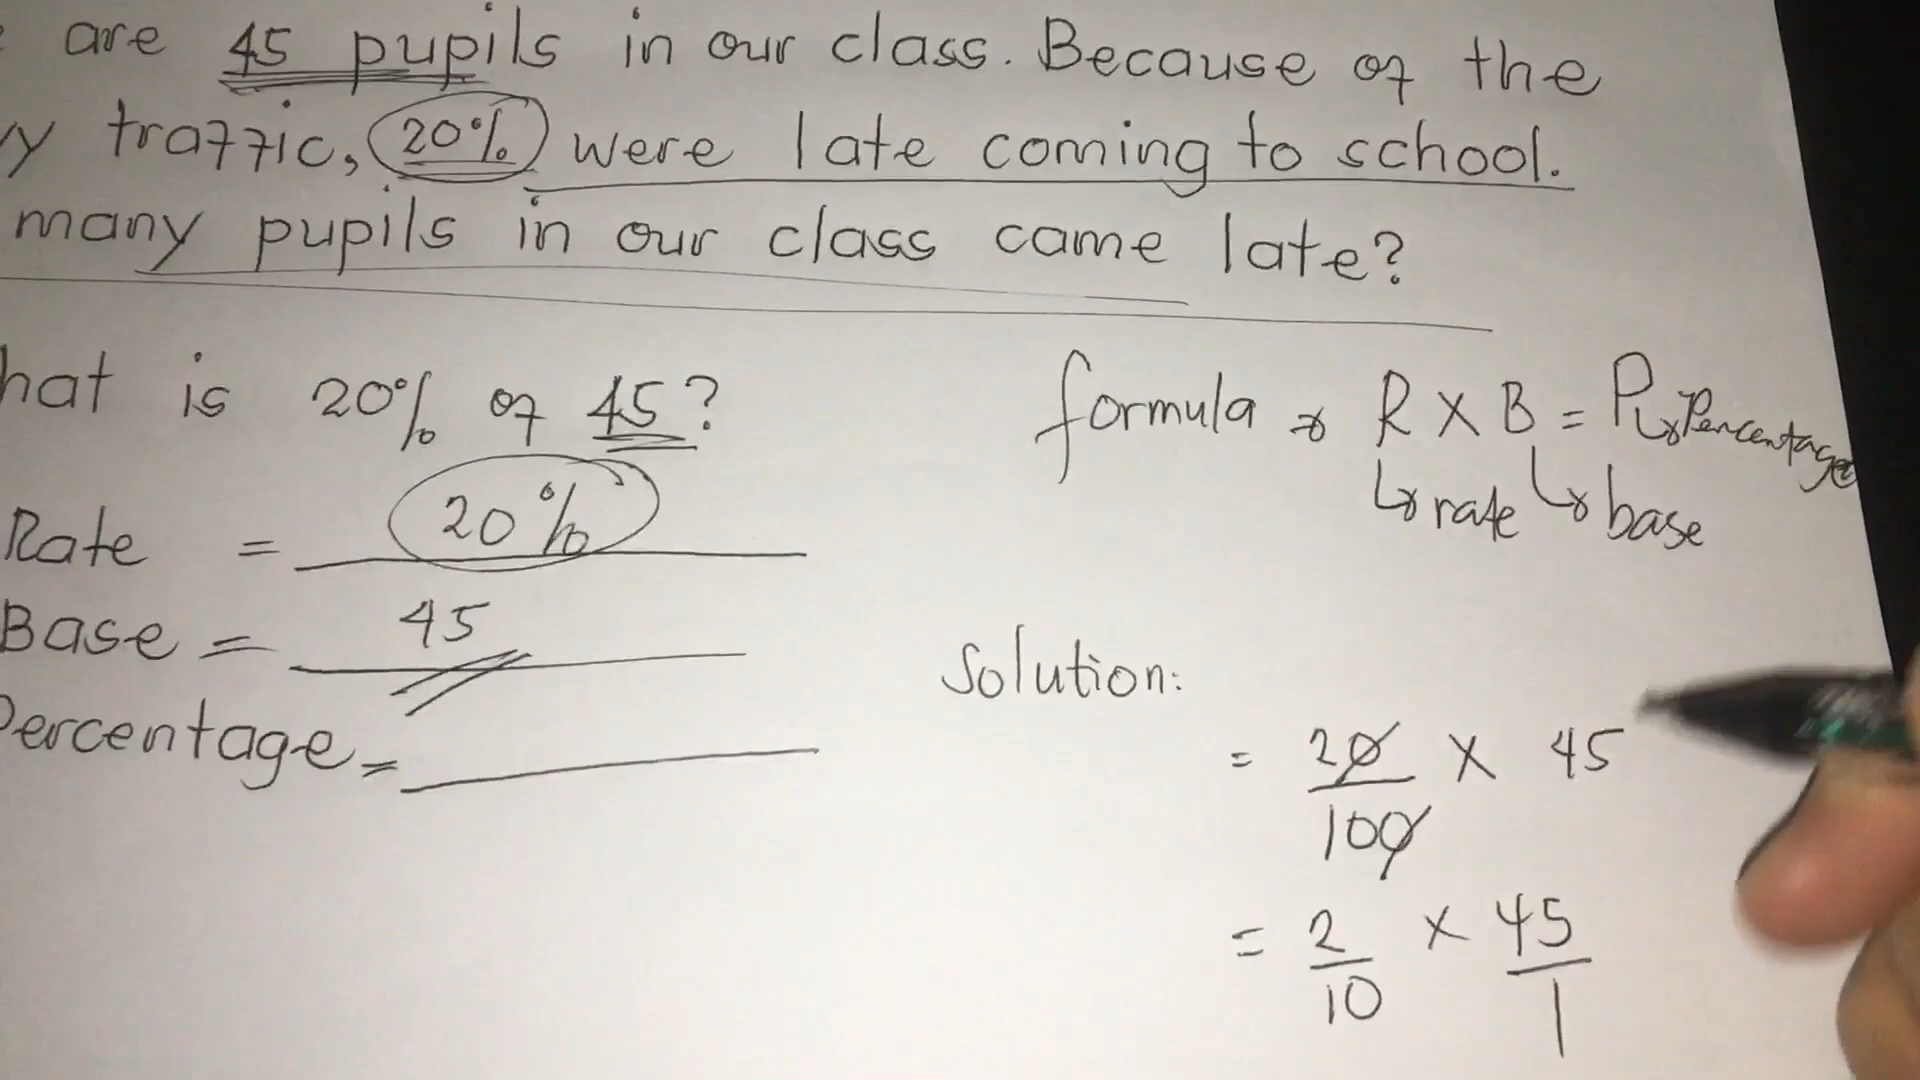 are 45 pupils in our class. Because of the
traffic, 20% were late coming to school.
many pupils in our class came late?
hat is 20% of 45?
formula → R X B = P → Percentage
↳ rate ↳ base
Rate = 20%
Base = 45
Percentage =
Solution:
= 20/100 X 45
= 2/10 X 45/1